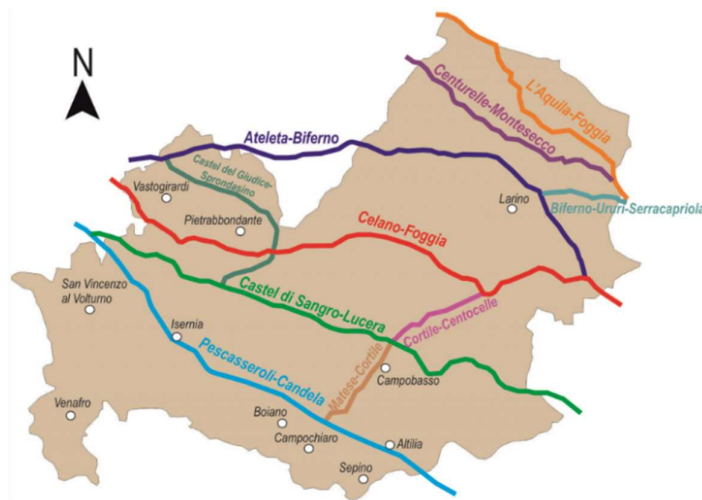 N
L'Aquila-Foggia
Centurelle-Montesecco
Ateleta-Biferno
Castel del Giudice-
Sprondasino
Vastogirardi
Larino
Biferno-Ururi-Serracapriola
Pietrabbondante
Celano-Foggia
San Vincenzo
al Volturno
Castel di Sangro-Lucera
Cortile-Centocelle
Isernia
Pescasseroli-Candela
Matese-Cortile
Campobasso
Venafro
Boiano
Campochiaro
Altilia
Sepino